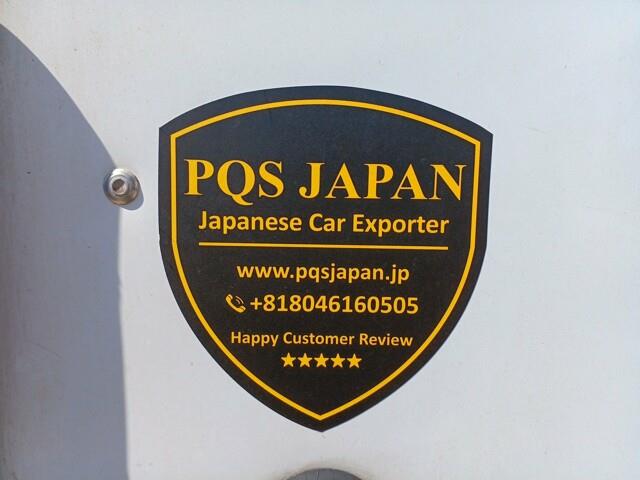 PQS JAPAN
Japanese Car Exporter
www.pqsjapan.jp
+818046160505
Happy Customer Review